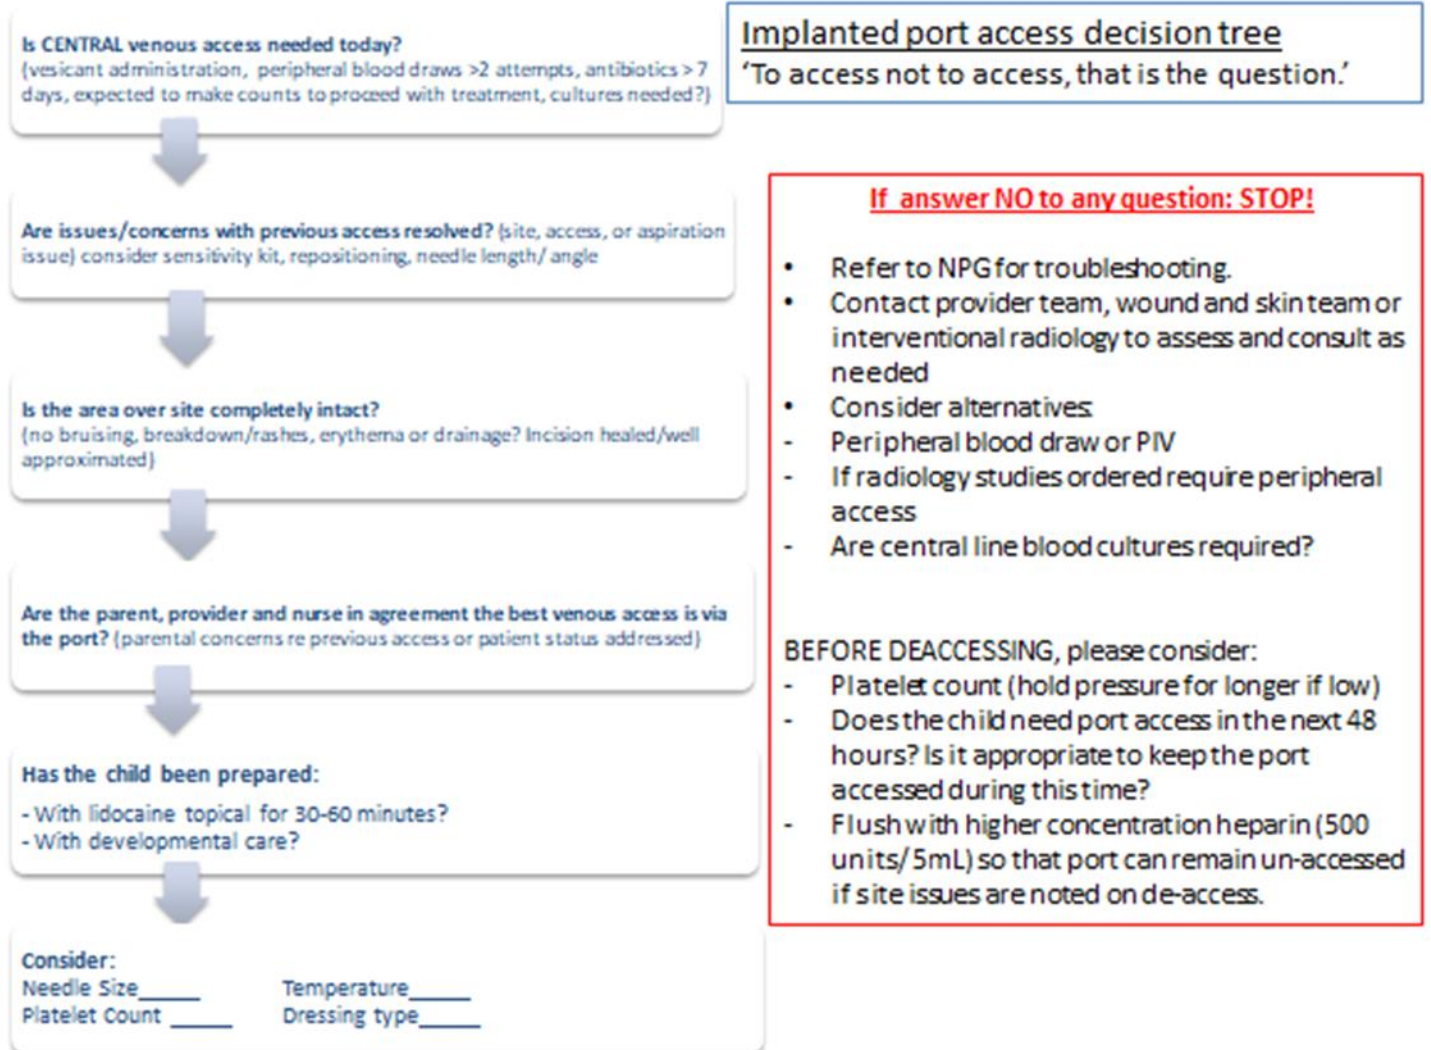 Implanted port access decision tree
‘To access not to access, that is the question.’
Is CENTRAL venous access needed today?
(vesicant administration, peripheral blood draws >2 attempts, antibiotics >7
days, expected to make counts to proceed with treatment, cultures needed?)
Are issues/concerns with previous access resolved? (site, access, or aspiration
issue) consider sensitivity kit, repositioning, needle length/ angle
Is the area over site completely intact?
(no bruising, breakdown/rashes, erythema or drainage? Incision healed/well
approximated)
Are the parent, provider and nurse in agreement the best venous access is via
the port? (parental concerns re previous access or patient status addressed)
Has the child been prepared:
- With lidocaine topical for 30-60 minutes?
- With developmental care?
Consider:
Needle Size_____ Temperature_____
Platelet Count _____ Dressing type_____
If answer NO to any question: STOP!
• Refer to NPG for troubleshooting.
• Contact provider team, wound and skin team or
interventional radiology to assess and consult as
needed
• Consider alternatives:
- Peripheral blood draw or PIV
- If radiology studies ordered require peripheral
access
- Are central line blood cultures required?
BEFORE DEACCESSING, please consider:
- Platelet count (hold pressure for longer if low)
- Does the child need port access in the next 48
hours? Is it appropriate to keep the port
accessed during this time?
- Flush with higher concentration heparin (500
units/5mL) so that port can remain un-accessed
if site issues are noted on de-access.